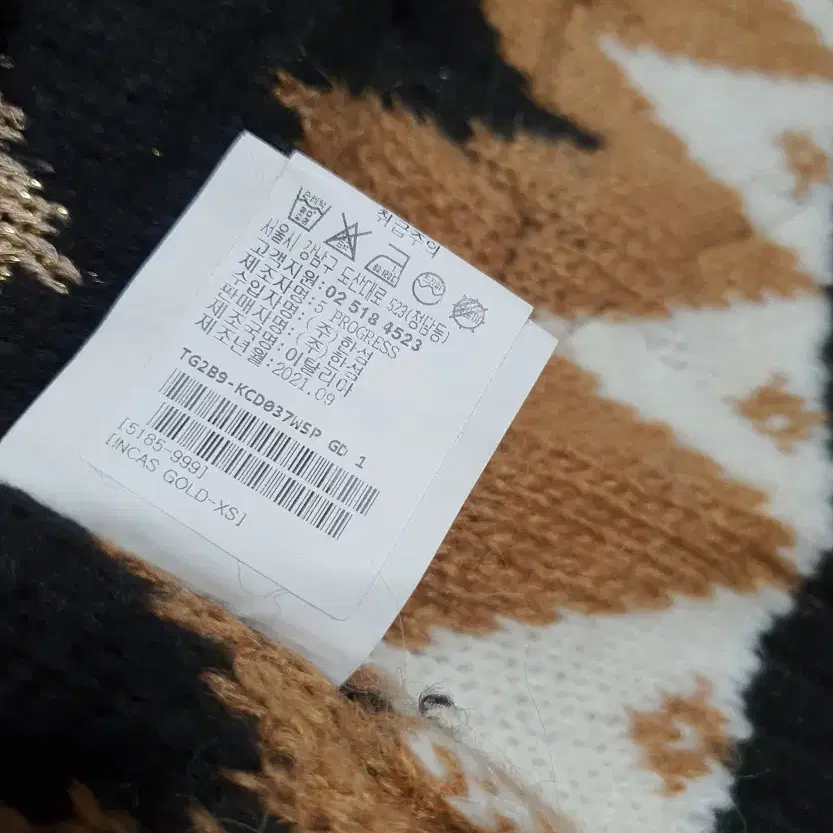 취급주의
서울시 강남구 도산대로 523(청담동)
고객지원:02 518 4523
제조자명:5 PROGRESS
수입자명:(주)한섬
판매자명:(주)한섬
제조국명:이탈리아
제조년월:2021.09
TG2B9-KCD037W5P GD 1
[5185-999]
[INCAS GOLD-XS]